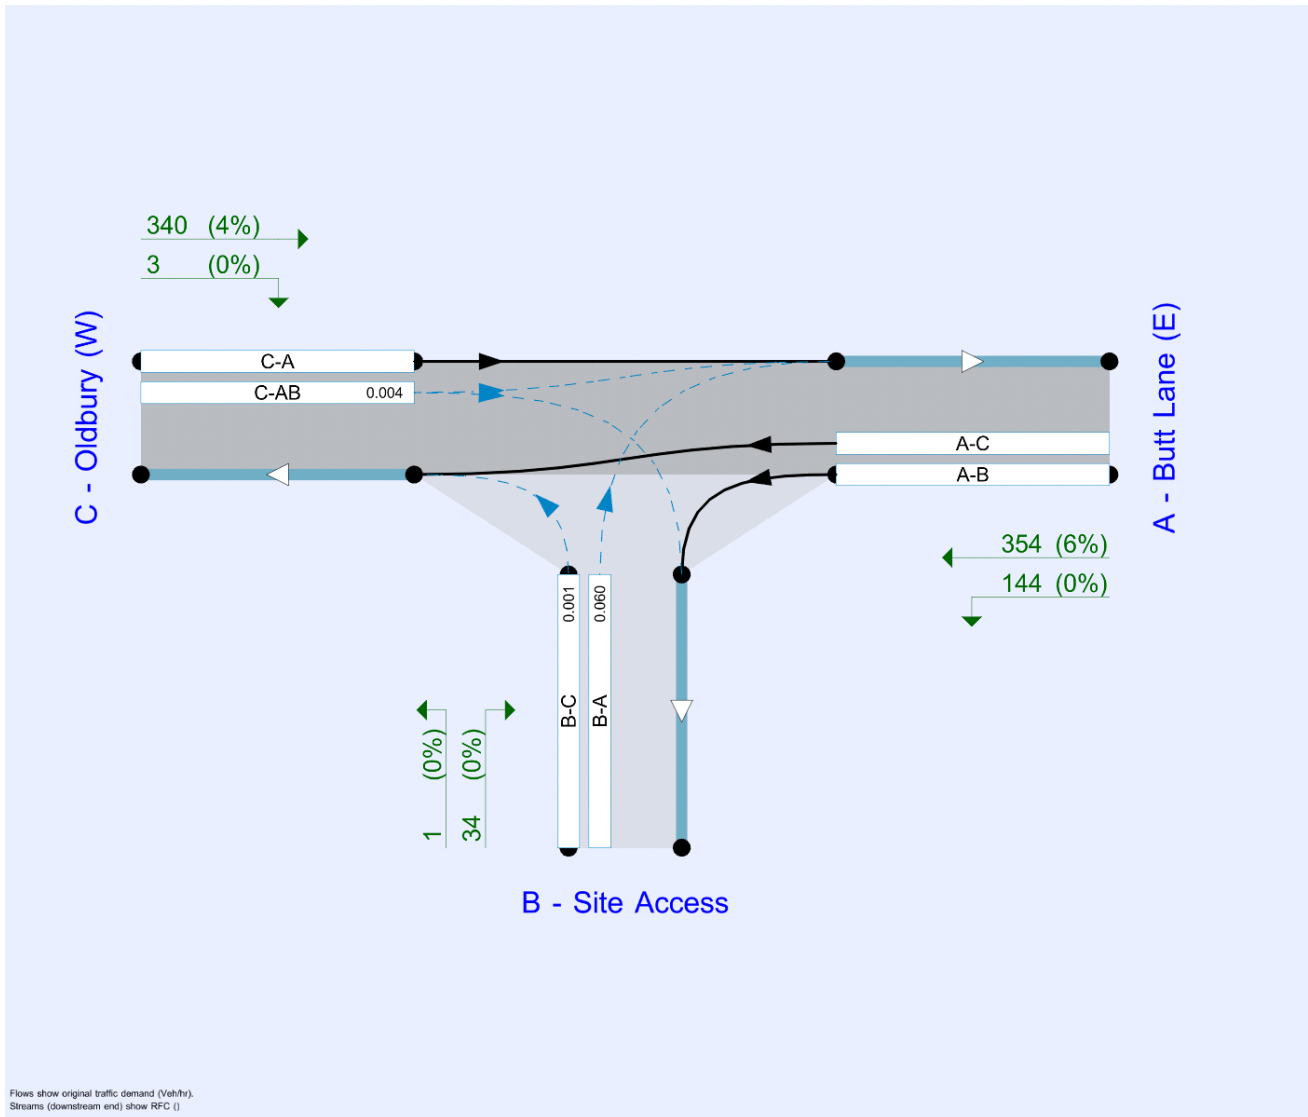 340 (4%)
3 (0%)
C - Oldbury (W)
C-A
C-AB 0.004
A-C
A-B
A - Butt Lane (E)
354 (6%)
144 (0%)
0.001
0.060
B-C
B-A
1 (0%)
34 (0%)
B - Site Access
Flows show original traffic demand (Veh/hr).
Streams (downstream end) show RFC ()